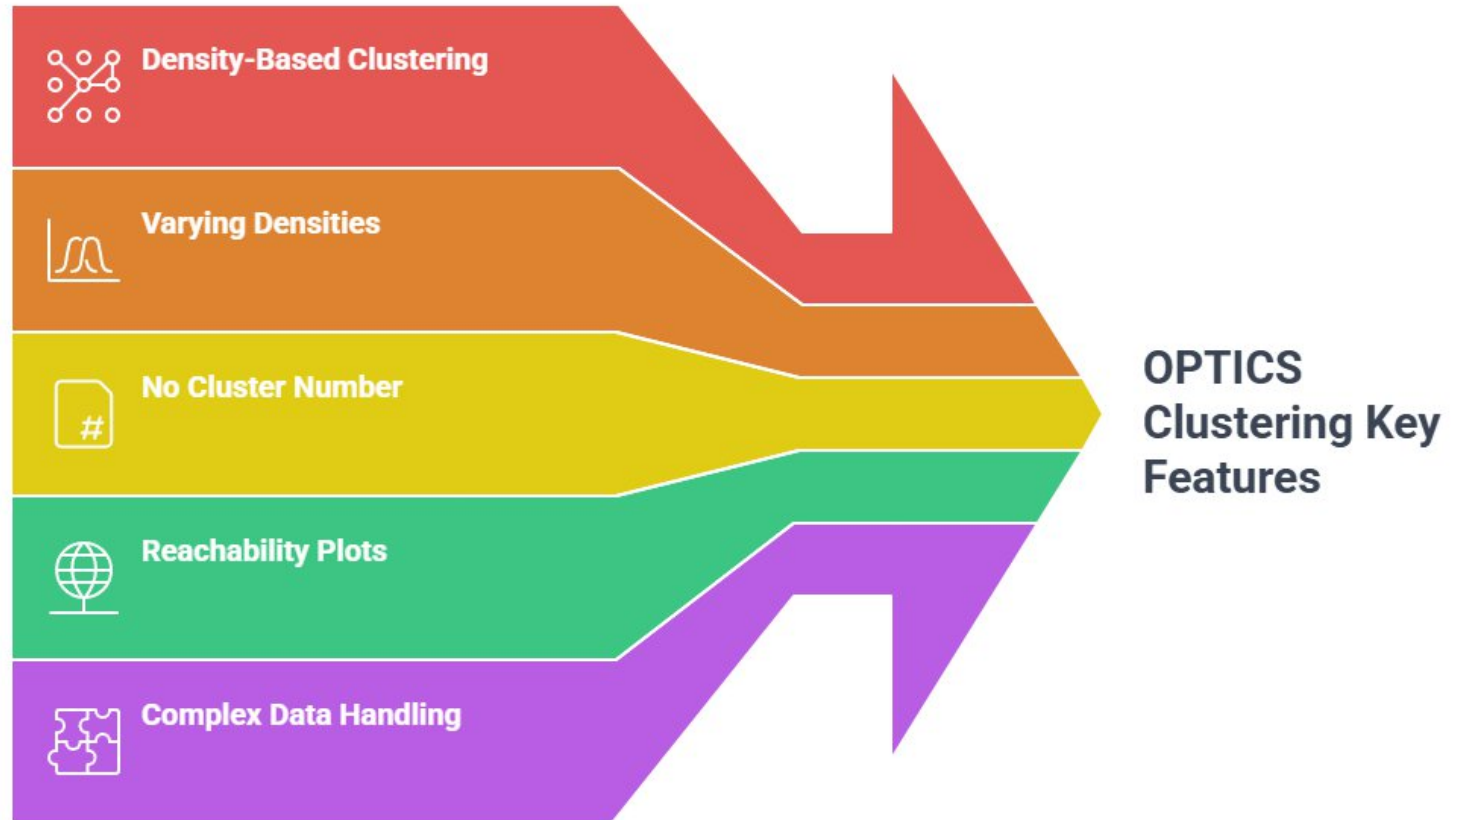 Density-Based Clustering
Varying Densities
No Cluster Number
#
Reachability Plots
Complex Data Handling
OPTICS
Clustering Key
Features